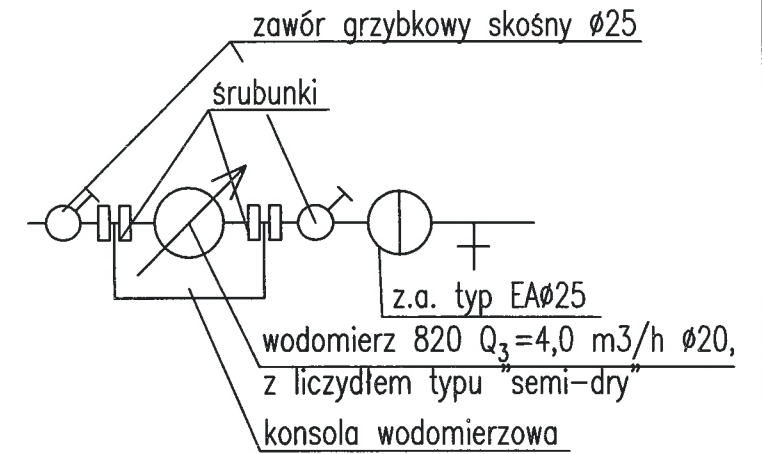 zawór grzybkowy skośny ø25
śrubunki
z.a. typ EAø25
wodomierz 820 Q₃=4,0 m3/h ø20,
z liczydłem typu "semi-dry"
konsola wodomierzowa